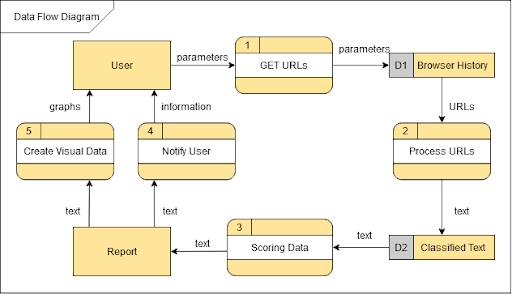 Data Flow Diagram
User
parameters
1
GET URLs
parameters
D1
Browser History
graphs
information
URLs
5
Create Visual Data
4
Notify User
2
Process URLs
text
text
text
Report
text
3
Scoring Data
text
D2
Classified Text